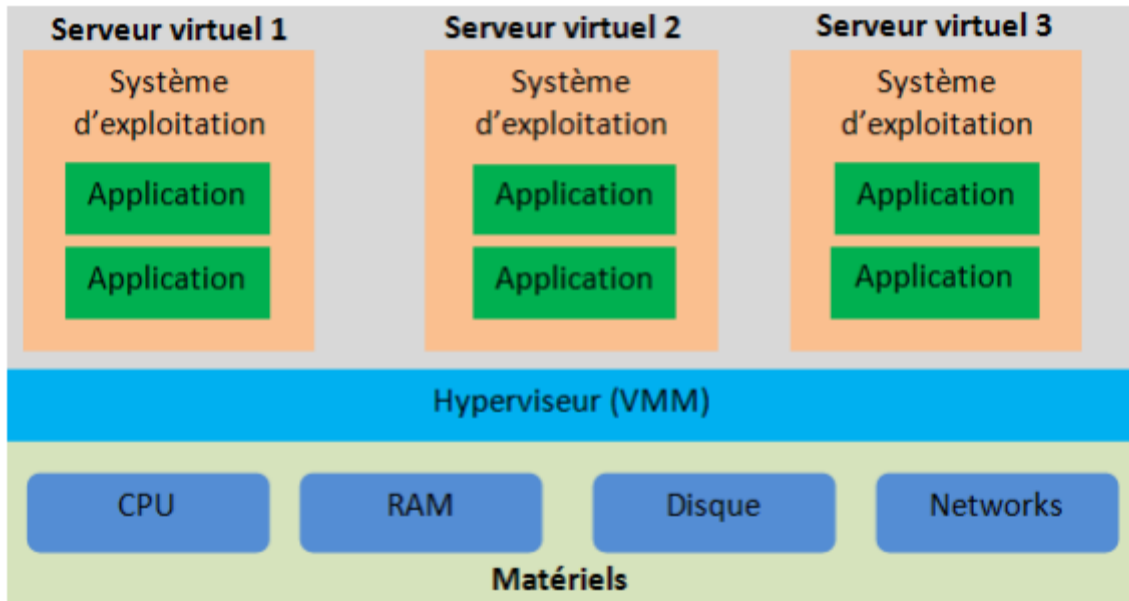 Serveur virtuel 1
Serveur virtuel 2
Serveur virtuel 3
Système
d'exploitation
Application
Application
Système
d'exploitation
Application
Application
Système
d'exploitation
Application
Application
Hyperviseur (VMM)
CPU
RAM
Disque
Networks
Matériels